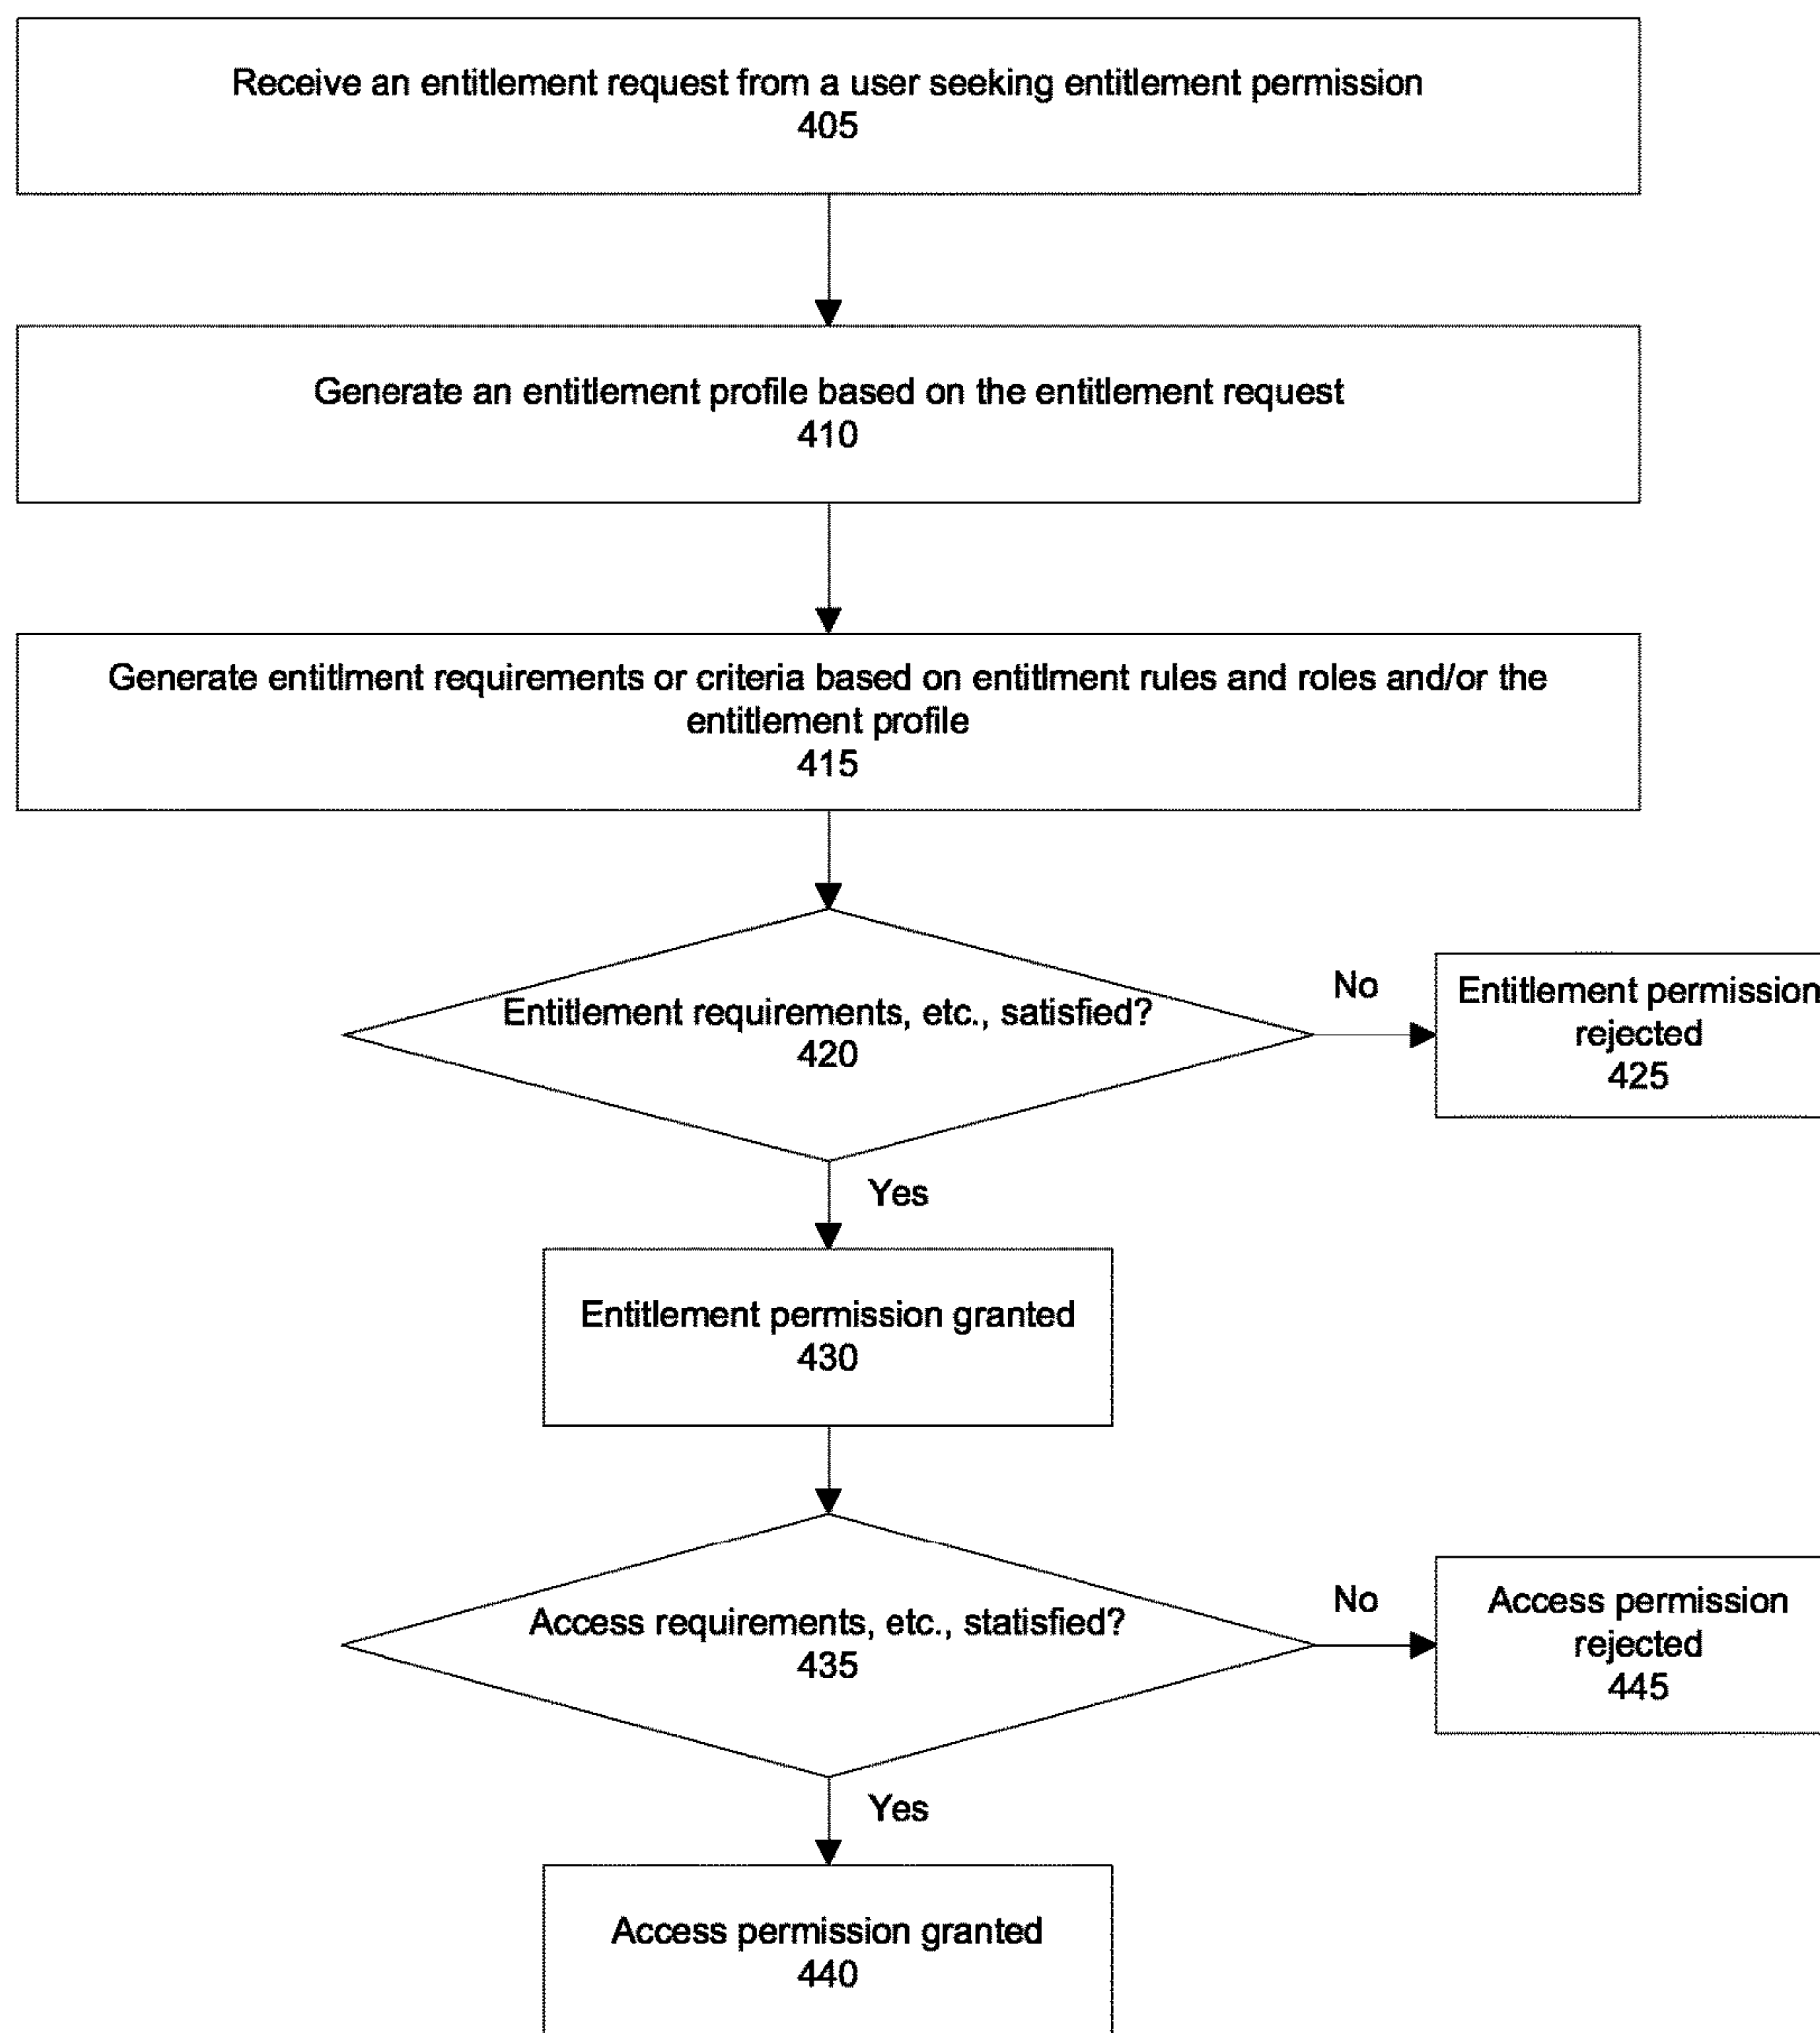 Receive an entitlement request from a user seeking entitlement permission
405
Generate an entitlement profile based on the entitlement request
410
Generate entitlment requirements or criteria based on entitlment rules and roles and/or the
entitlement profile
415
Entitlement requirements, etc., satisfied?
420
No
Entitlement permission
rejected
425
Yes
Entitlement permission granted
430
Access requirements, etc., statisfied?
435
No
Access permission
rejected
445
Yes
Access permission granted
440